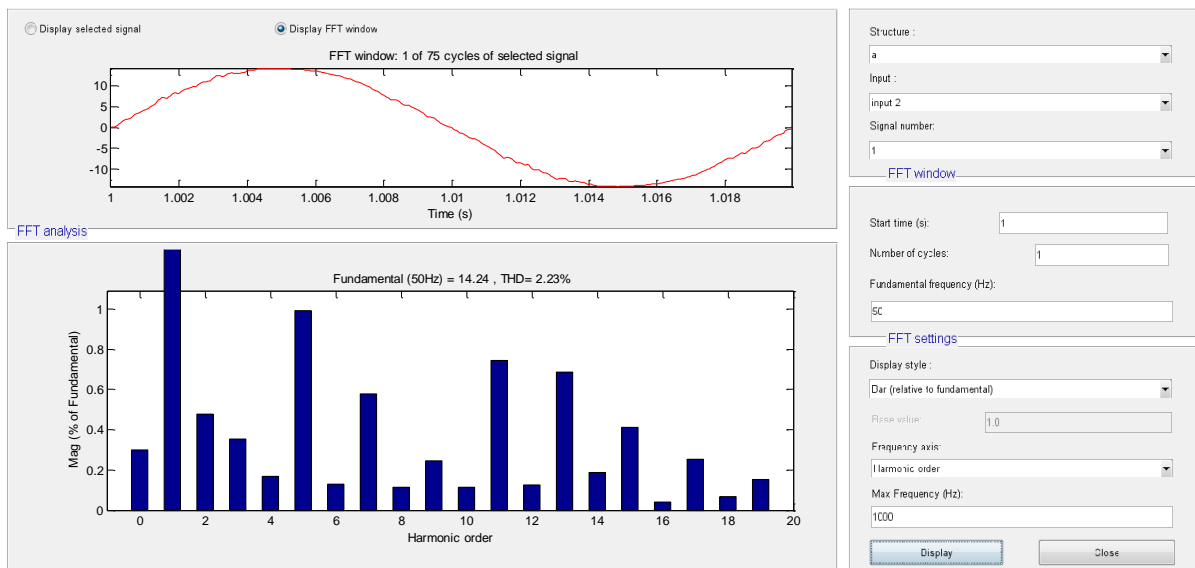 Display selected signal
Display FFT window
FFT window: 1 of 75 cycles of selected signal
10
5
0
-5
-10
1
1.002
1.004
1.006
1.008
1.01
1.012
1.014
1.016
1.018
Time (s)
FFT analysis
Fundamental (50Hz) = 14.24 , THD= 2.23%
1
0.8
0.6
0.4
0.2
0
Mag (% of Fundamental)
0
2
4
6
8
10
12
14
16
18
20
Harmonic order
Structure :
a
Input :
input 2
Signal number:
1
FFT window
Start time (s):
1
Number of cycles:
1
Fundamental frequency (Hz):
50
FFT settings
Display style :
Bar (relative to fundamental)
Base value:
1.0
Frequency axis:
Harmonic order
Max Frequency (Hz):
1000
Display
Close